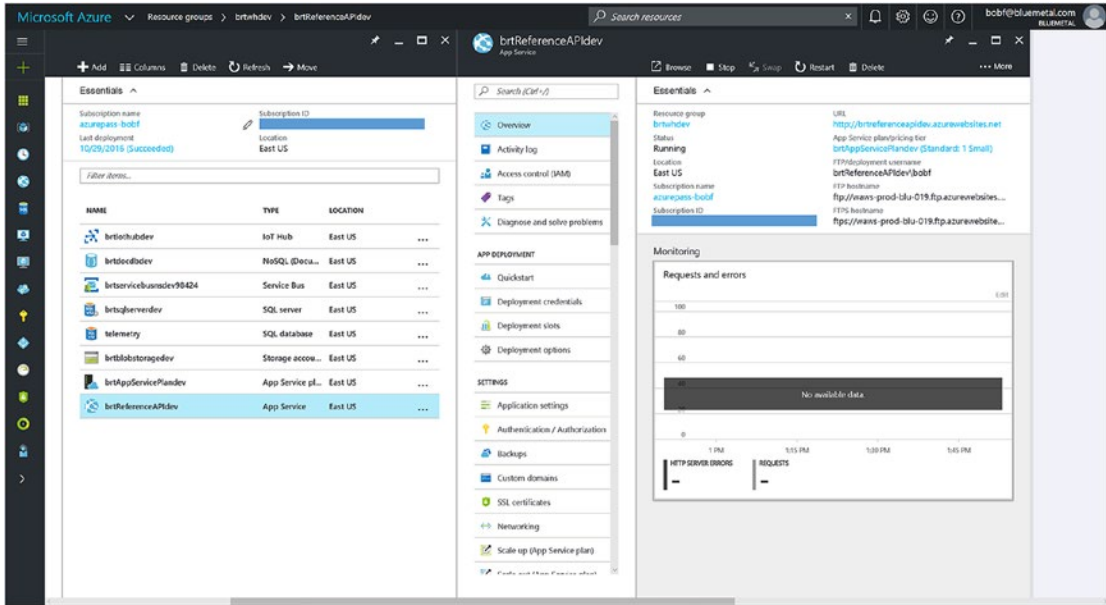 Microsoft Azure
Resource groups > brtwhdev > brtReferenceAPIdev
Search resources
bobf@bluemetal.com
BLUEMETAL
Add Columns Delete Refresh Move
Essentials
Subscription name
azurepass-bobf
Subscription ID
Last deployment
10/29/2016 (Succeeded)
Location
East US
Filter items...
NAME TYPE LOCATION
brtiothubdev IoT Hub East US ...
brtdocdbdev NoSQL (Docu... East US ...
brtservicebusnsdev98424 Service Bus East US ...
brtsqlserverdev SQL server East US ...
telemetry SQL database East US ...
brtblobstoragedev Storage accou... East US ...
brtAppServicePlandev App Service pl... East US ...
brtReferenceAPIdev App Service East US ...
brtReferenceAPIdev
App Service
Search (Ctrl+/)
Overview
Activity log
Access control (IAM)
Tags
Diagnose and solve problems
APP DEPLOYMENT
Quickstart
Deployment credentials
Deployment slots
Deployment options
SETTINGS
Application settings
Authentication / Authorization
Backups
Custom domains
SSL certificates
Networking
Scale up (App Service plan)
Scale out (App Service plan)
Browse Stop Swap Restart Delete ... More
Essentials
Resource group
brtwhdev
Status
Running
Location
East US
Subscription name
azurepass-bobf
Subscription ID
URL
http://brtreferenceapidev.azurewebsites.net
App Service plan/pricing tier
brtAppServicePlandev (Standard: 1 Small)
FTP/deployment username
brtReferenceAPIdev\bobf
FTP hostname
ftp://waws-prod-blu-019.ftp.azurewebsites....
FTPS hostname
ftps://waws-prod-blu-019.ftp.azurewebsite...
Monitoring
Requests and errors
Edit
100
80
60
40
No available data
20
0
1 PM 1:15 PM 1:30 PM 1:45 PM
HTTP SERVER ERRORS
--
REQUESTS
--